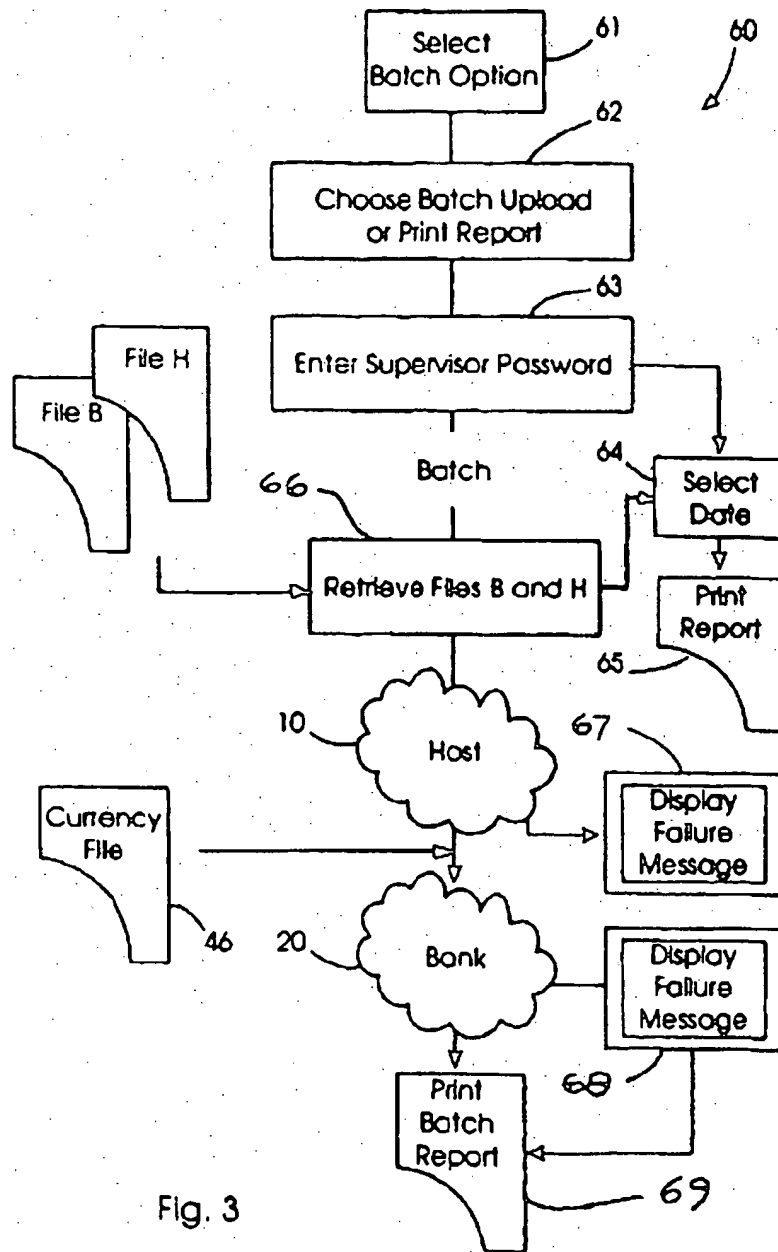 Select
Batch Option
61
60
62
Choose Batch Upload
or Print Report
63
Enter Supervisor Password
File H
File B
Batch
64
Select
Date
66
Retrieve Files B and H
Print
Report
65
10
Host
67
Display
Failure
Message
Currency
File
46
20
Bank
Display
Failure
Message
68
Print
Batch
Report
69
Fig. 3